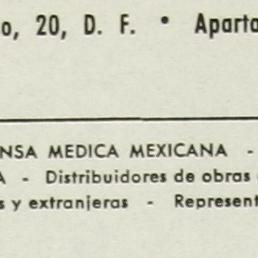 o, 20, D. F. • Aparta
NSA MEDICA MEXICANA -
A - Distribuidores de obras
s y extranjeras - Represent